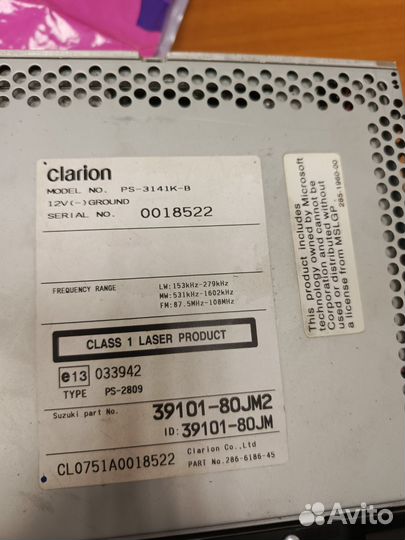 clarion
MODEL NO. PS-3141K-B
12V(-)GROUND
SERIAL NO. 0018522
FREQUENCY RANGE
LW:153kHz-279kHz
MW:531kHz-1602kHz
FM:87.5MHz-108MHz
CLASS 1 LASER PRODUCT
e13 033942
TYPE PS-2809
Suzuki part No. 39101-80JM2
ID: 39101-80JM
CL0751A0018522
Clarion Co.,Ltd
PART No. 286-6186-45
This product includes
technology owned by Microsoft
Corporation and cannot be
used or distributed without
a license from MSLGP.
285-1960-00
Avito